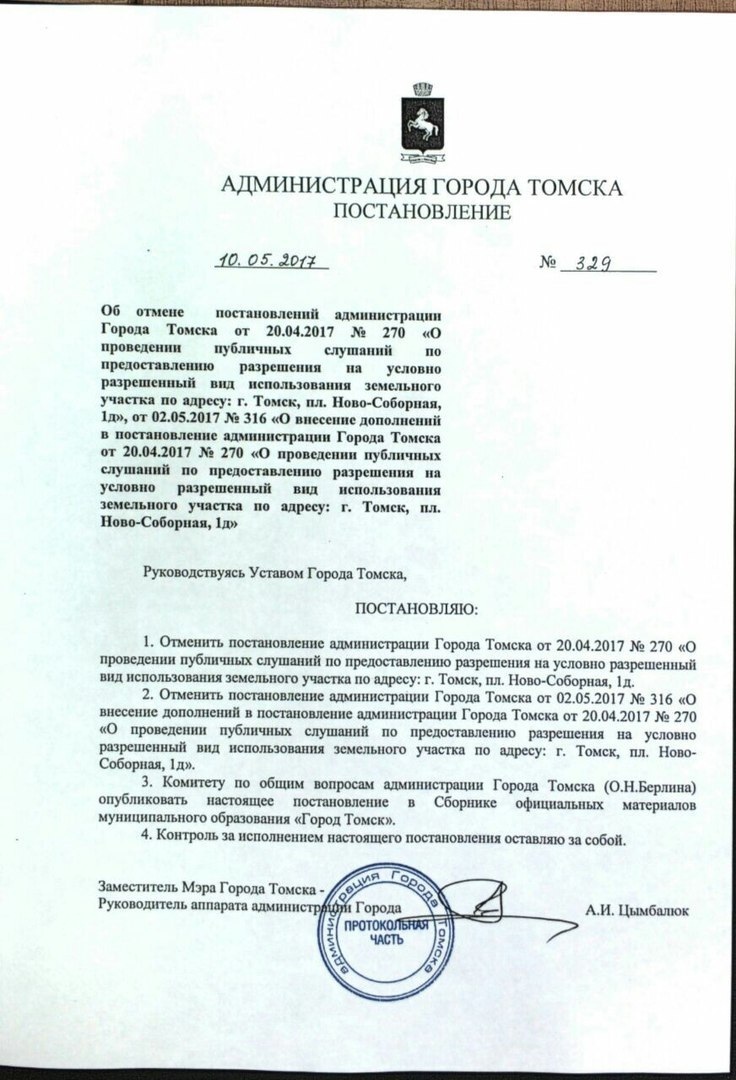 АДМИНИСТРАЦИЯ ГОРОДА ТОМСКА
ПОСТАНОВЛЕНИЕ
10.05.2017 № 329
Об отмене постановлений администрации
Города Томска от 20.04.2017 № 270 «О
проведении публичных слушаний по
предоставлению разрешения на условно
разрешенный вид использования земельного
участка по адресу: г. Томск, пл. Ново-Соборная,
1д», от 02.05.2017 № 316 «О внесение дополнений
в постановление администрации Города Томска
от 20.04.2017 № 270 «О проведении публичных
слушаний по предоставлению разрешения на
условно разрешенный вид использования
земельного участка по адресу: г. Томск, пл.
Ново-Соборная, 1д»
Руководствуясь Уставом Города Томска,
ПОСТАНОВЛЯЮ:
1. Отменить постановление администрации Города Томска от 20.04.2017 № 270 «О
проведении публичных слушаний по предоставлению разрешения на условно разрешенный
вид использования земельного участка по адресу: г. Томск, пл. Ново-Соборная, 1д.
2. Отменить постановление администрации Города Томска от 02.05.2017 № 316 «О
внесение дополнений в постановление администрации Города Томска от 20.04.2017 № 270
«О проведении публичных слушаний по предоставлению разрешения на условно
разрешенный вид использования земельного участка по адресу: г. Томск, пл. Ново-
Соборная, 1д».
3. Комитету по общим вопросам администрации Города Томска (О.Н.Берлина)
опубликовать настоящее постановление в Сборнике официальных материалов
муниципального образования «Город Томск».
4. Контроль за исполнением настоящего постановления оставляю за собой.
Заместитель Мэра Города Томска -
Руководитель аппарата администрации Города А.И. Цымбалюк
администрация Города Томска
ПРОТОКОЛЬНАЯ
ЧАСТЬ